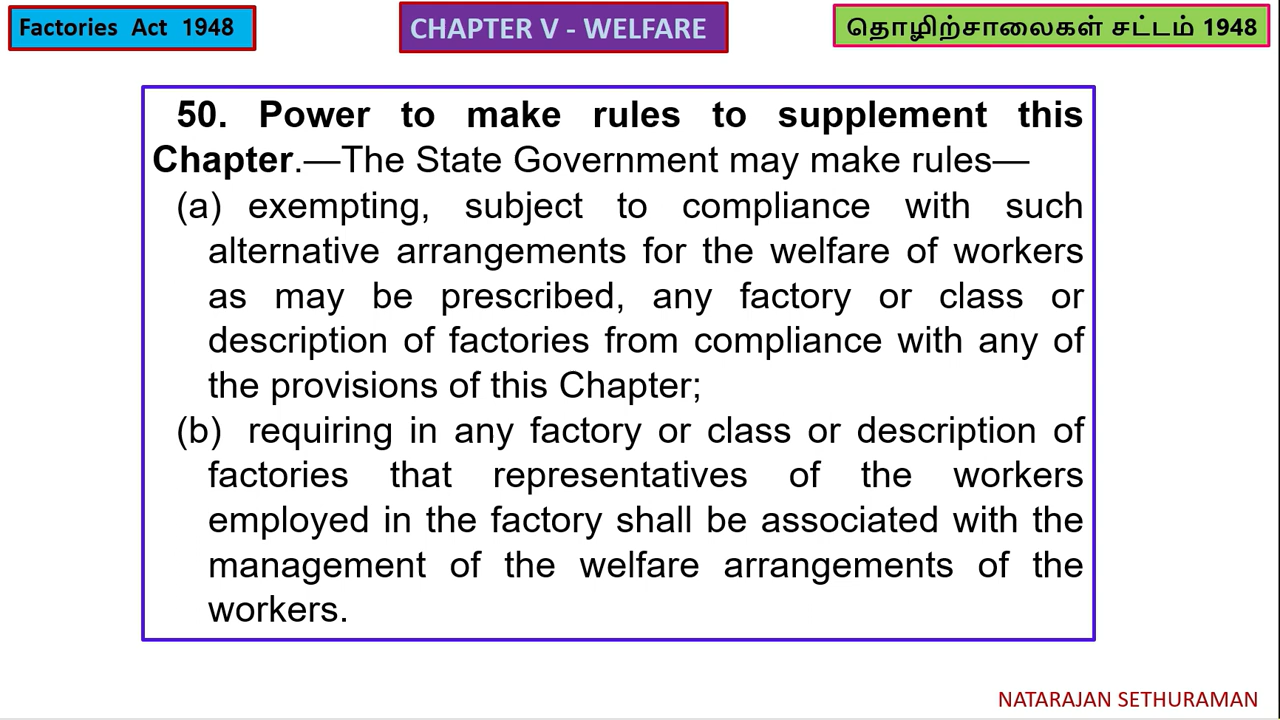 Factories Act 1948
CHAPTER V - WELFARE
தொழிற்சாலைகள் சட்டம் 1948
50. Power to make rules to supplement this
Chapter.—The State Government may make rules—
(a) exempting, subject to compliance with such
alternative arrangements for the welfare of workers
as may be prescribed, any factory or class or
description of factories from compliance with any of
the provisions of this Chapter;
(b) requiring in any factory or class or description of
factories that representatives of the workers
employed in the factory shall be associated with the
management of the welfare arrangements of the
workers.
NATARAJAN SETHURAMAN